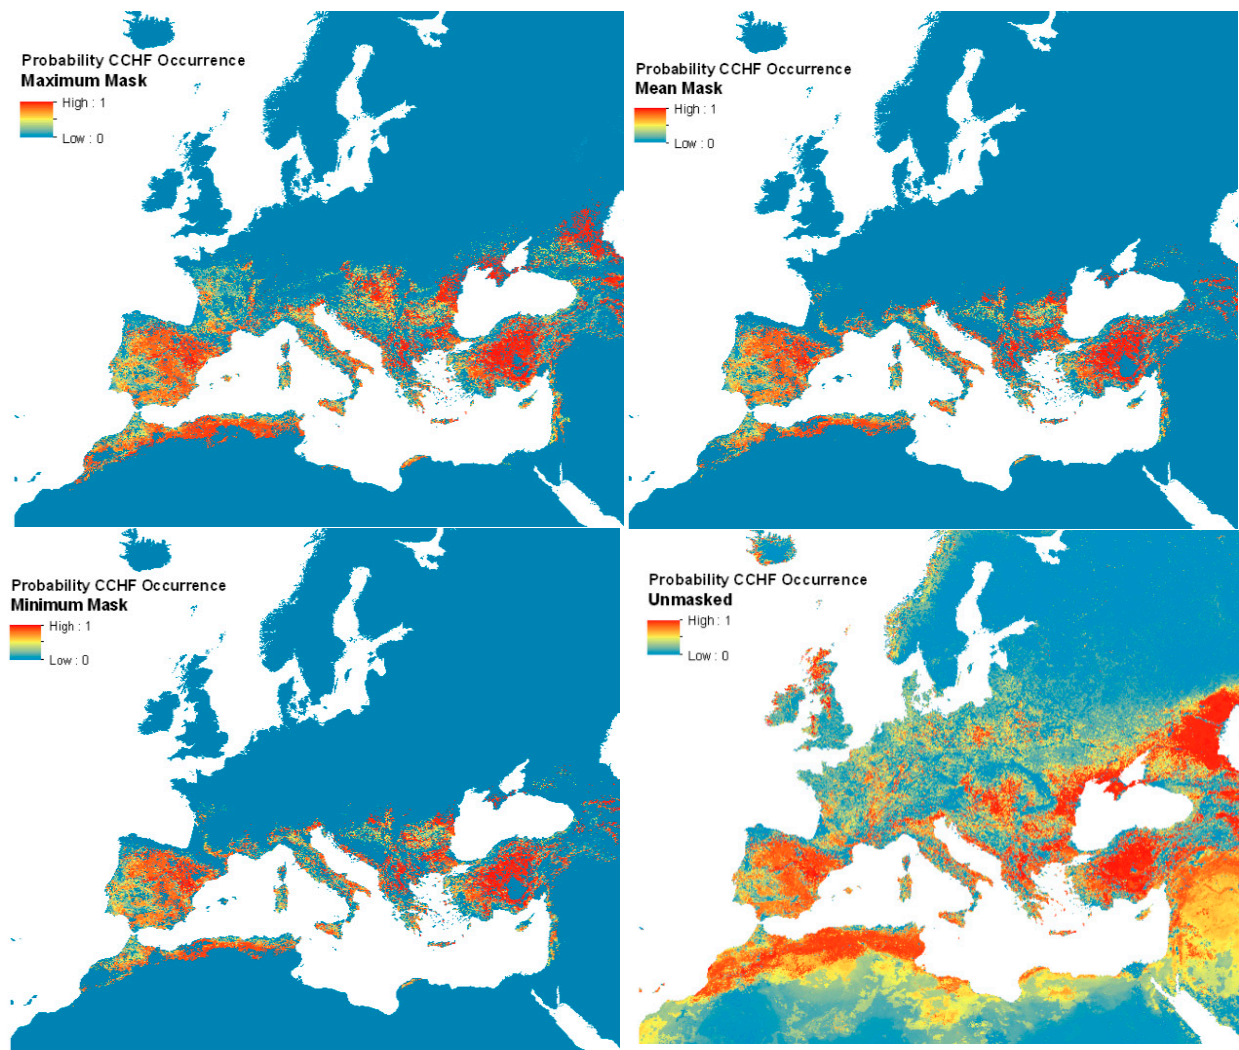 Probability CCHF Occurrence
Maximum Mask
High : 1
Low : 0
Probability CCHF Occurrence
Mean Mask
High : 1
Low : 0
Probability CCHF Occurrence
Minimum Mask
High : 1
Low : 0
Probability CCHF Occurrence
Unmasked
High : 1
Low : 0